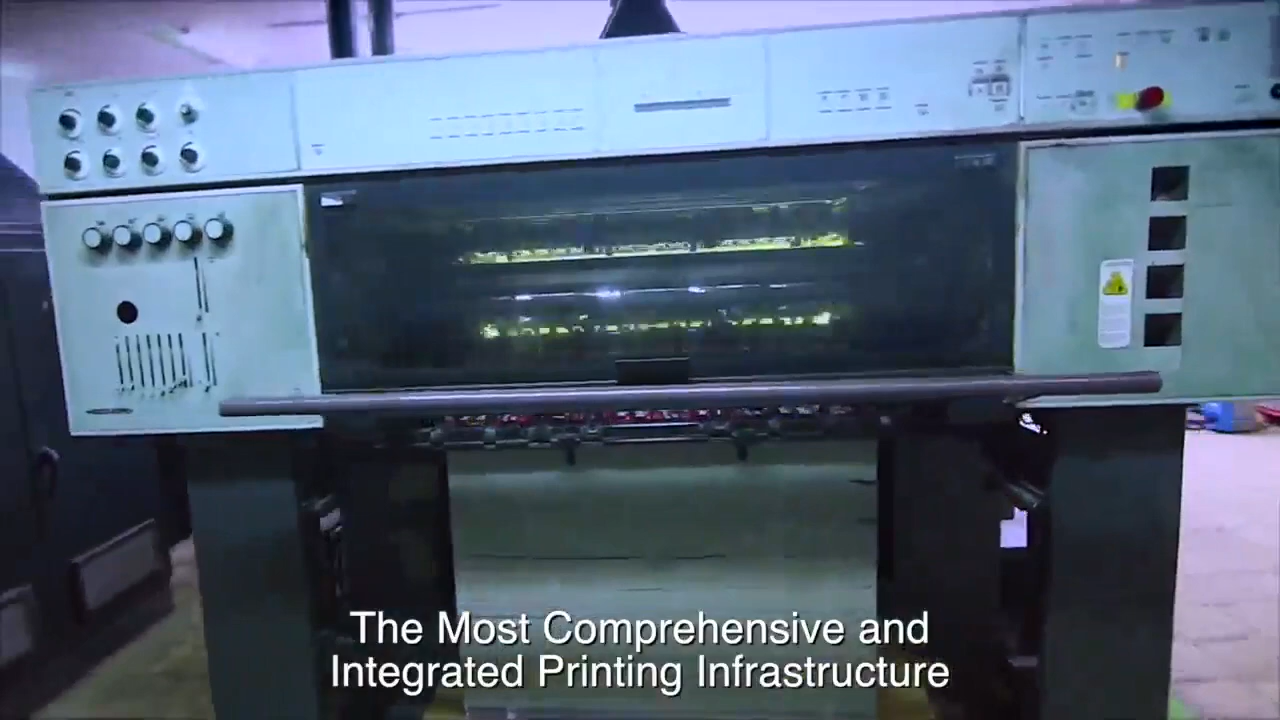 The Most Comprehensive and
Integrated Printing Infrastructure